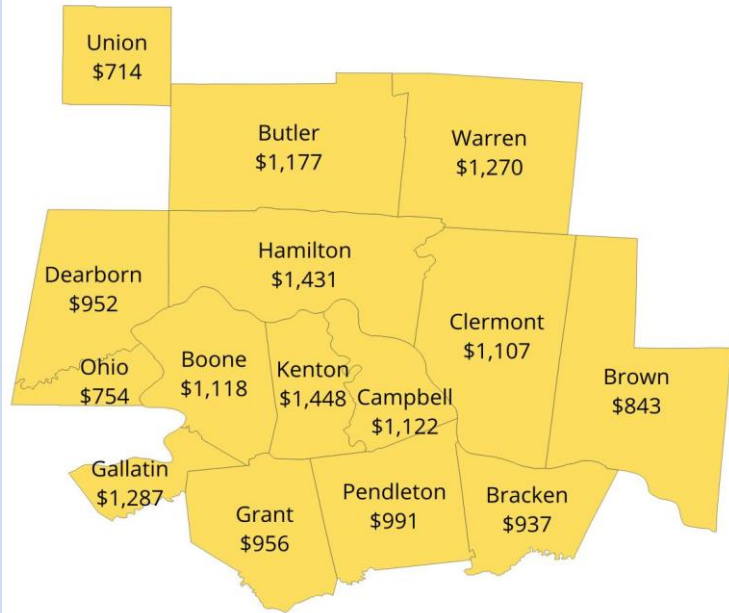 Union
$714
Butler
$1,177
Warren
$1,270
Hamilton
$1,431
Dearborn
$952
Clermont
$1,107
Ohio
$754
Boone
$1,118
Kenton
$1,448
Campbell
$1,122
Brown
$843
Gallatin
$1,287
Grant
$956
Pendleton
$991
Bracken
$937